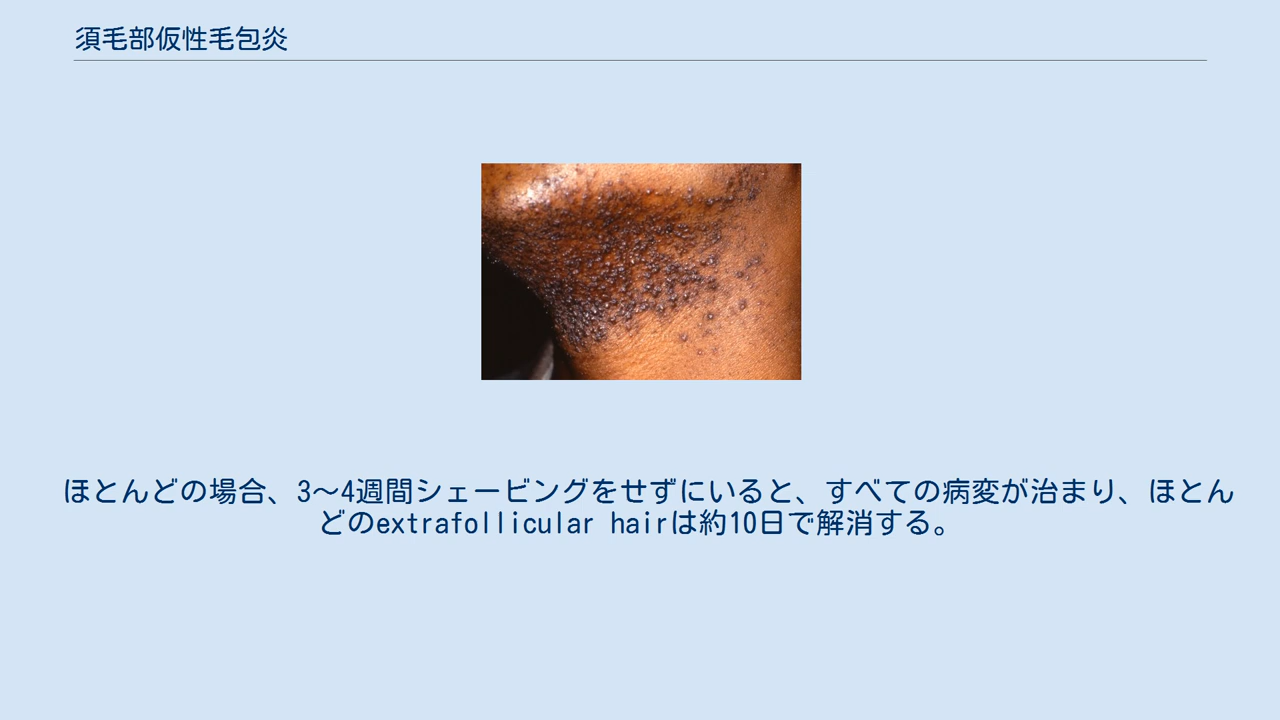 須毛部仮性毛包炎
ほとんどの場合、3〜4週間シェービングをせずにいると、すべての病変が治まり、ほとん
どのextrafollicular hairは約10日で解消する。